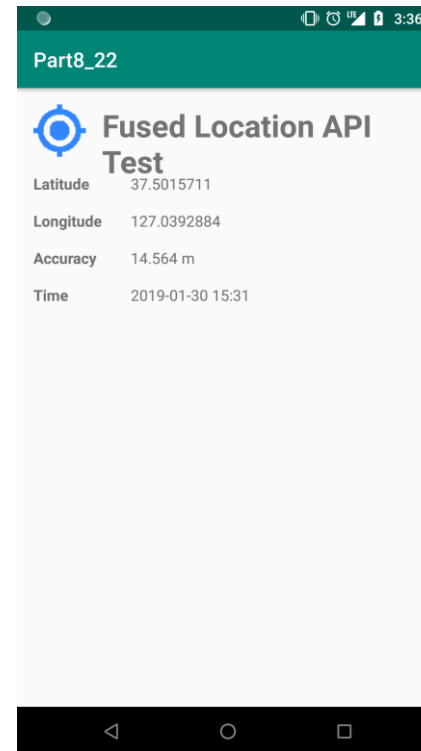 LTE 3:36
Part8_22
Fused Location API
Test
Latitude 37.5015711
Longitude 127.0392884
Accuracy 14.564 m
Time 2019-01-30 15:31